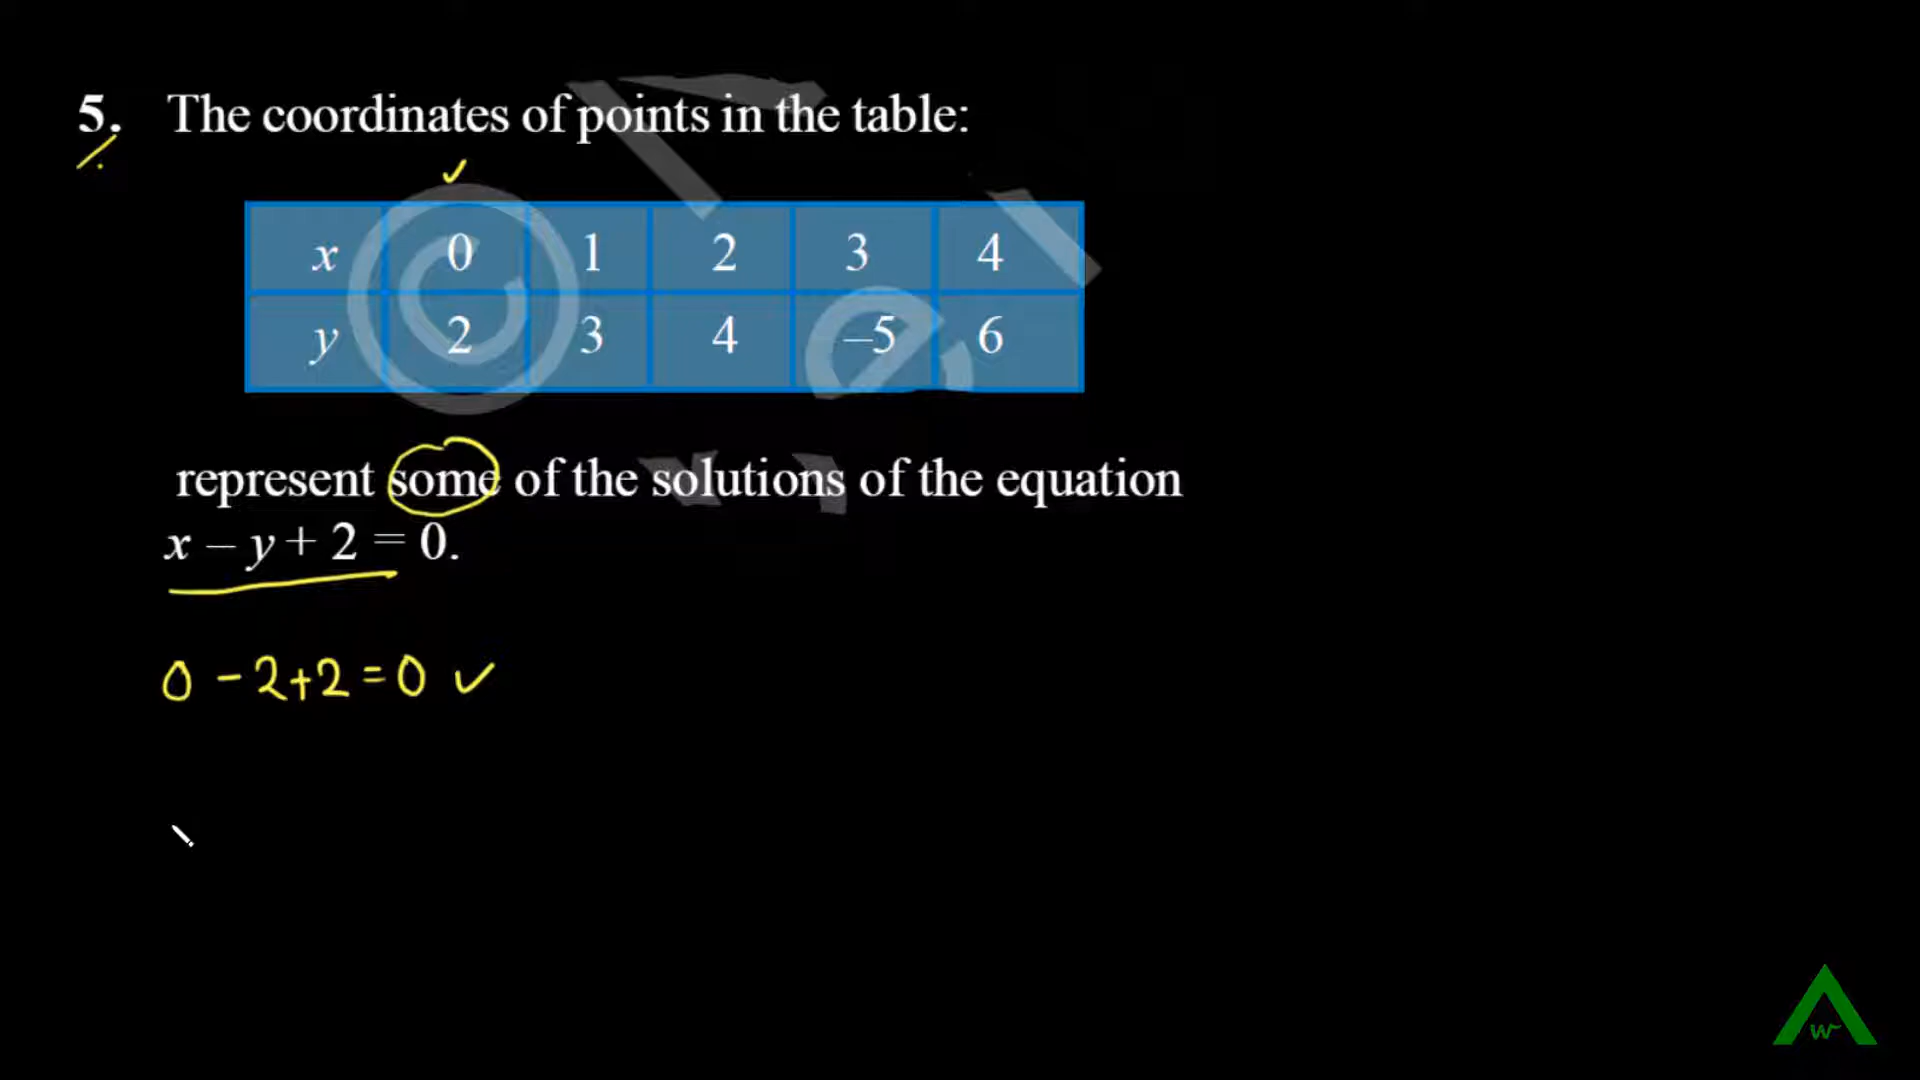 5. The coordinates of points in the table:
x 0 1 2 3 4
y 2 3 4 –5 6
represent some of the solutions of the equation
x – y + 2 = 0.
0 - 2+2 = 0 ✓